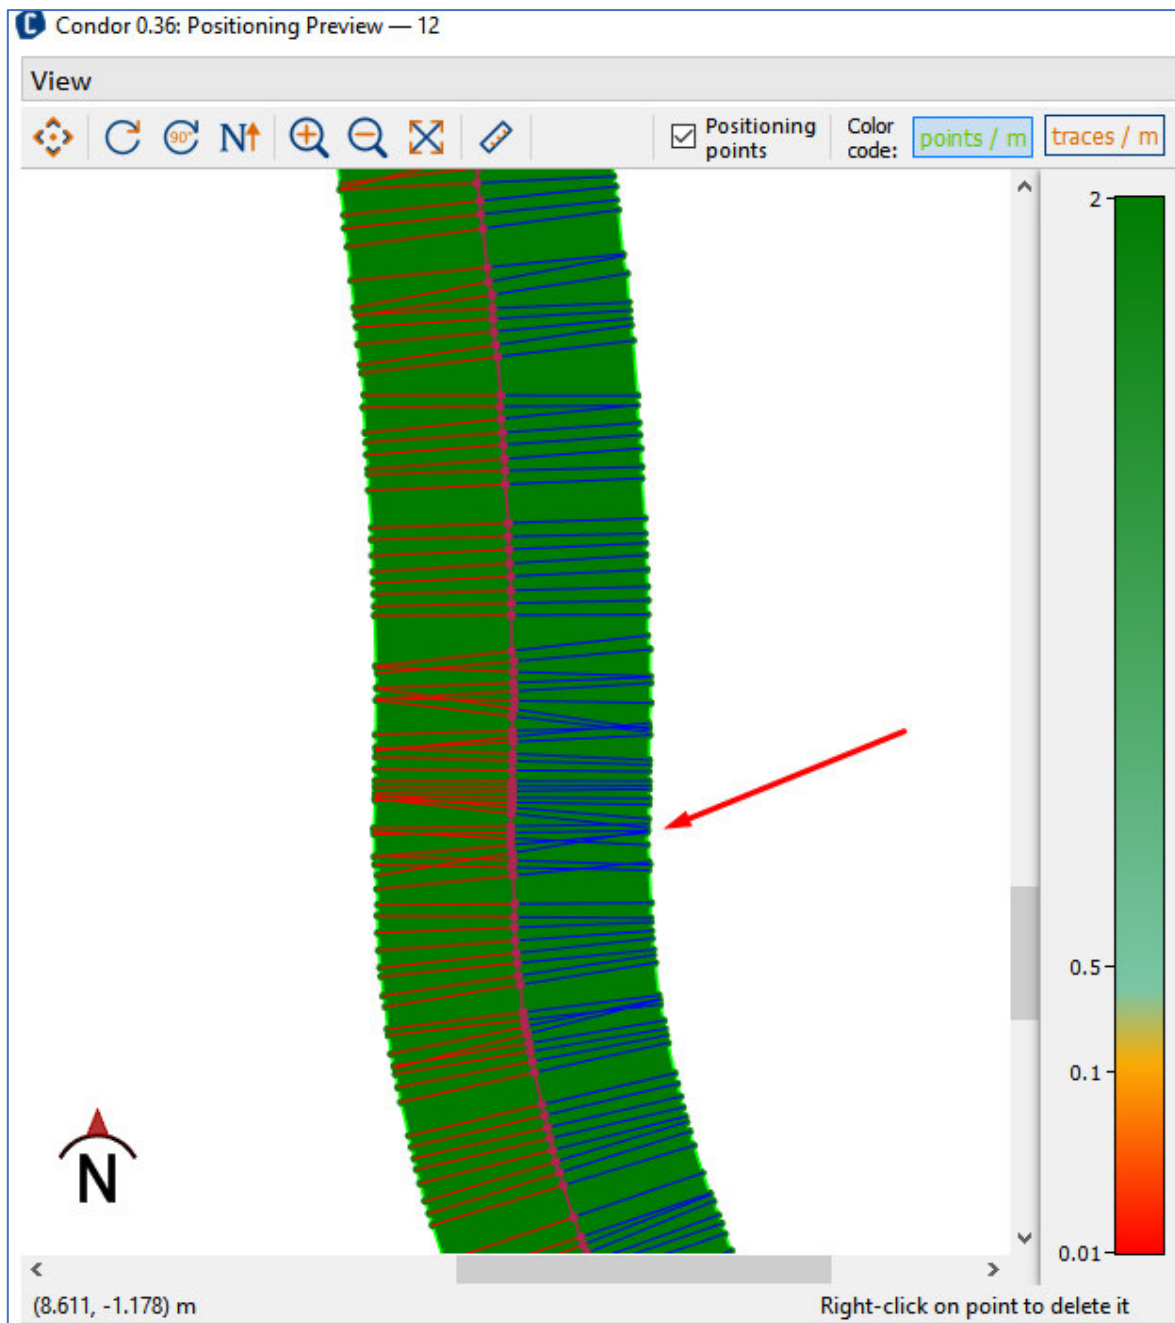 Condor 0.36: Positioning Preview — 12
View
90°
N
Positioning
points
Color
code:
points / m
traces / m
2
0.5
0.1
0.01
N
(8.611, -1.178) m
Right-click on point to delete it